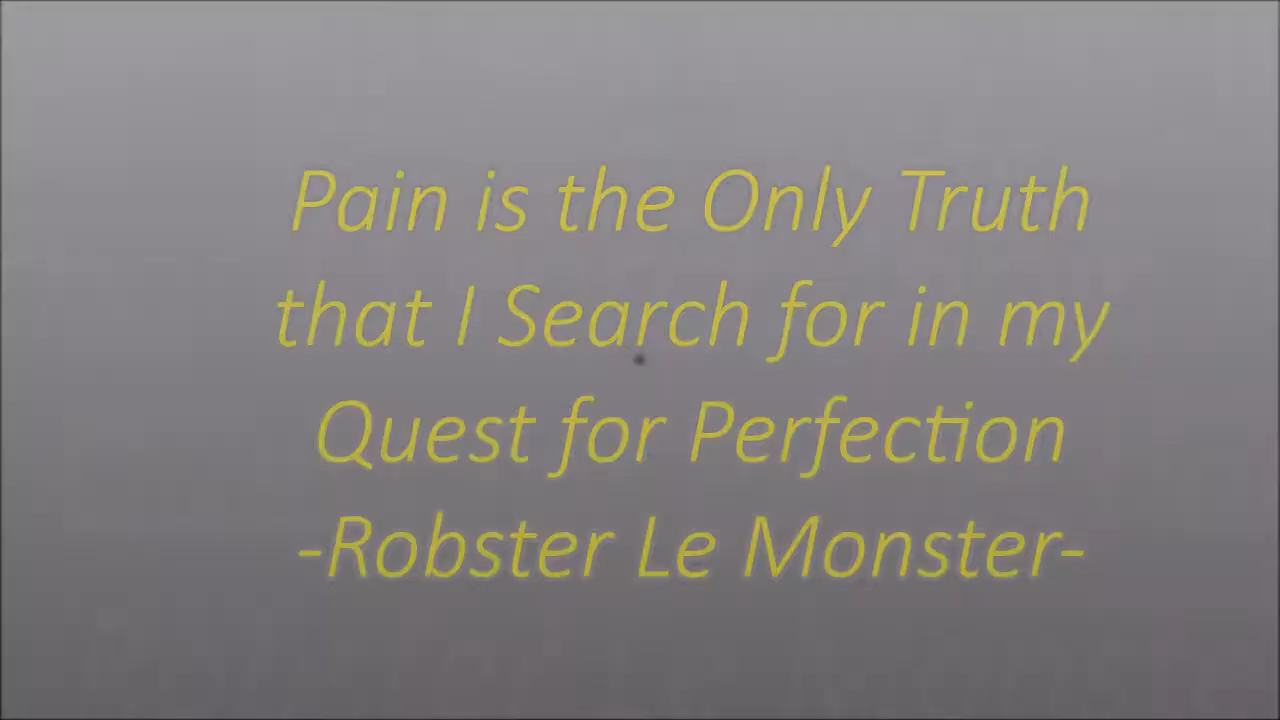 Pain is the Only Truth
that I Search for in my
Quest for Perfection
-Robster Le Monster-